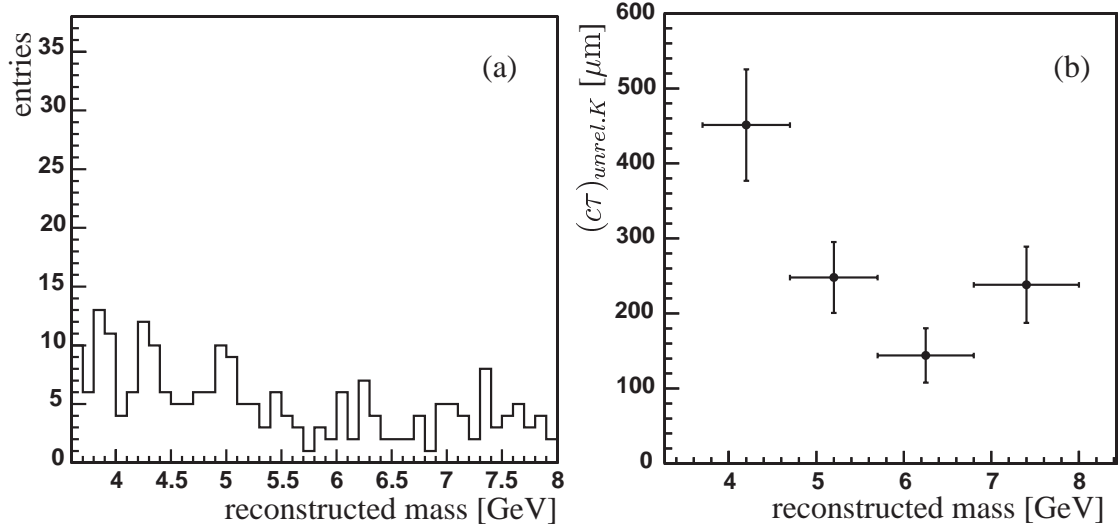 entries
(a)
35
30
25
20
15
10
5
0
4 4.5 5 5.5 6 6.5 7 7.5 8
reconstructed mass [GeV]
(cτ)unrel.K [μm]
(b)
600
500
400
300
200
100
0
4 5 6 7 8
reconstructed mass [GeV]